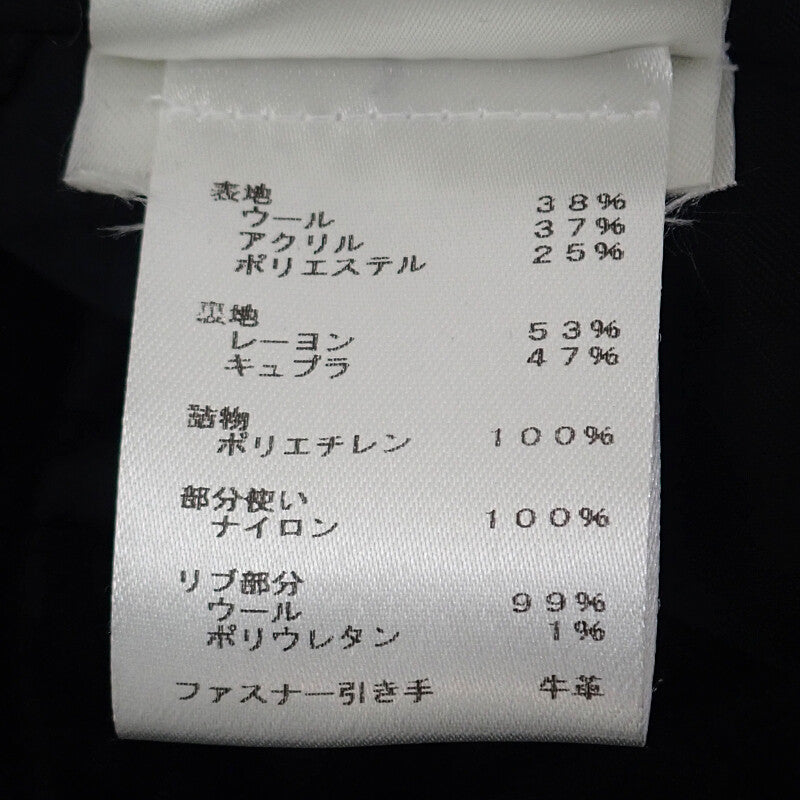 表地
ウール 38%
アクリル 37%
ポリエステル 25%
裏地
レーヨン 53%
キュプラ 47%
詰物
ポリエチレン 100%
部分使い
ナイロン 100%
リブ部分
ウール 99%
ポリウレタン 1%
ファスナー引き手 牛革